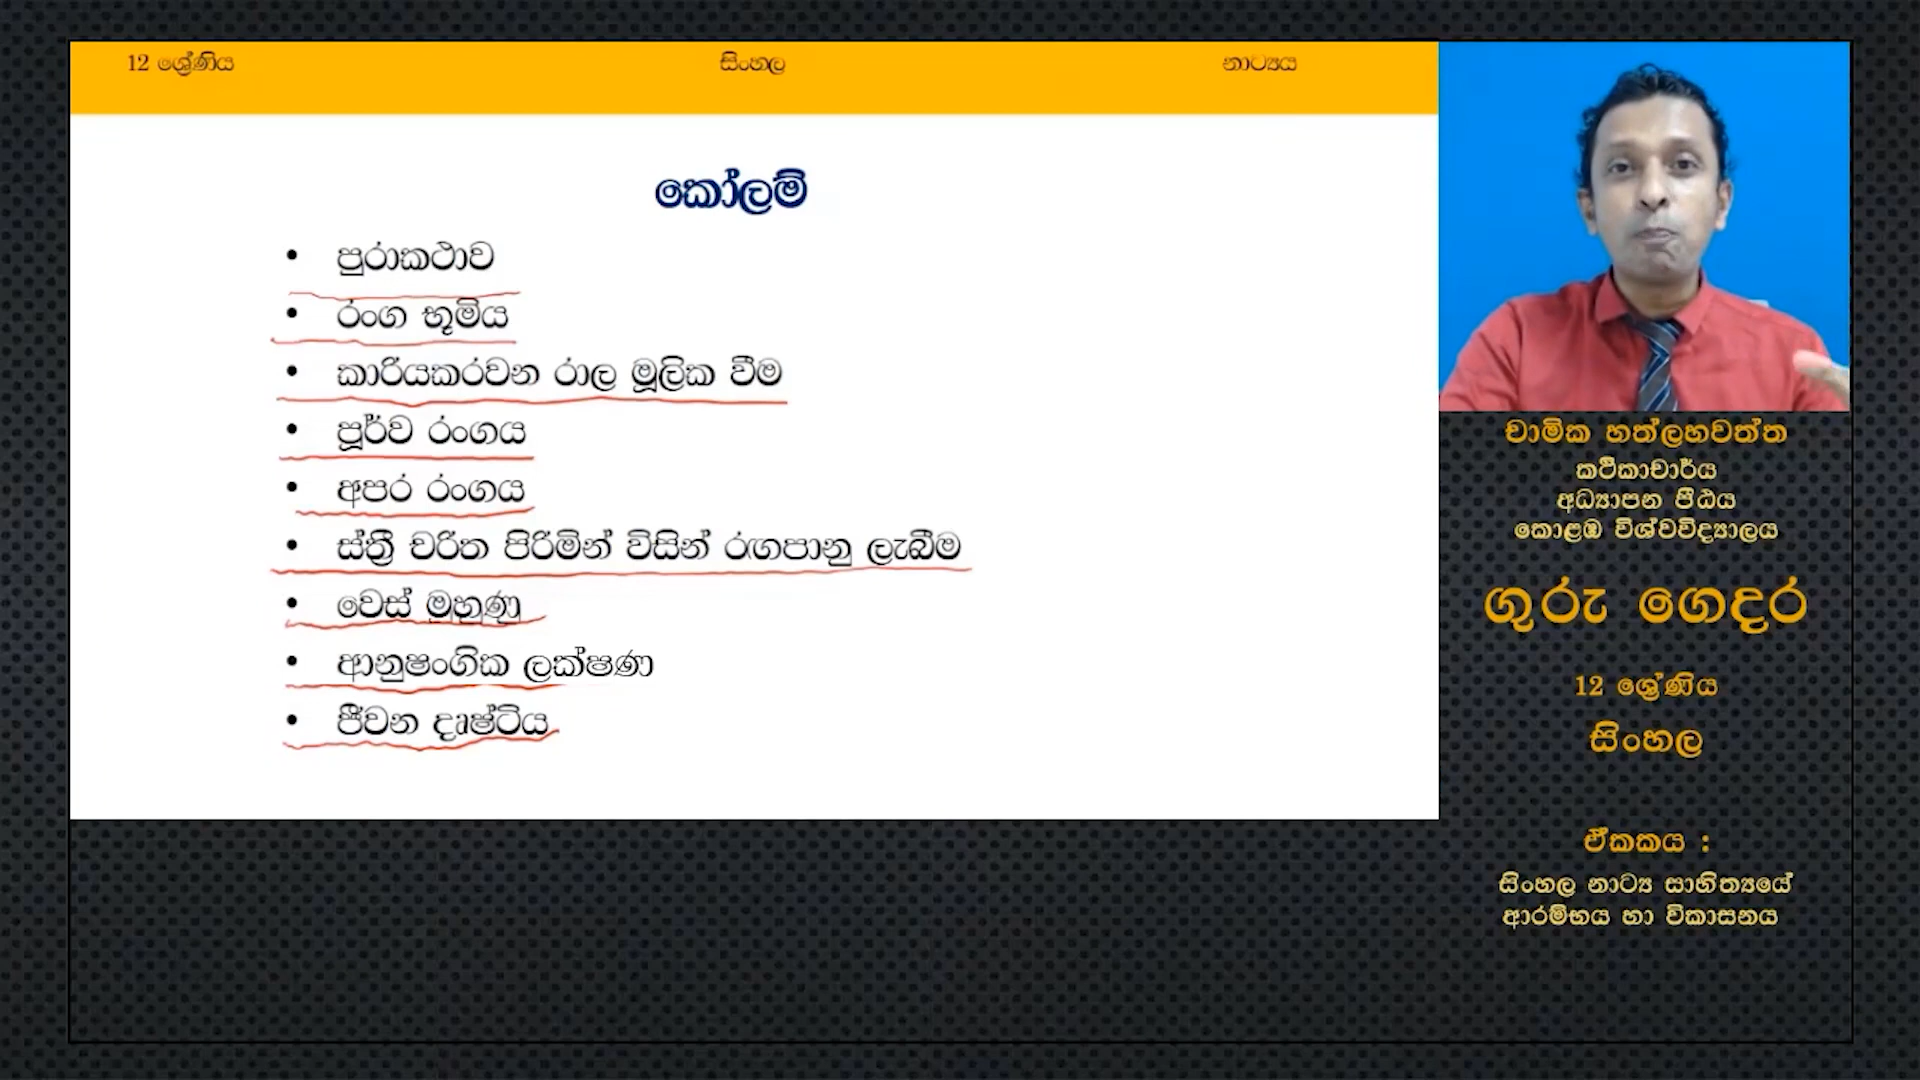 12 ශ්‍රේණිය
සිංහල
නාට්‍යය
කෝලම්
• පුරාකථාව
• රංග භූමිය
• කාරියකරවන රාල මූලික වීම
• පූර්ව රංගය
• අපර රංගය
• ස්ත්‍රී චරිත පිරිමින් විසින් රඟපානු ලැබීම
• වෙස් මුහුණු
• ආනුෂංගික ලක්ෂණ
• ජීවන දෘෂ්ටිය
චාමික හත්ලහවත්ත
කථිකාචාර්ය
අධ්‍යාපන පීඨය
කොළඹ විශ්වවිද්‍යාලය
ගුරු ගෙදර
12 ශ්‍රේණිය
සිංහල
ඒකකය :
සිංහල නාට්‍ය සාහිත්‍යයේ
ආරම්භය හා විකාසනය